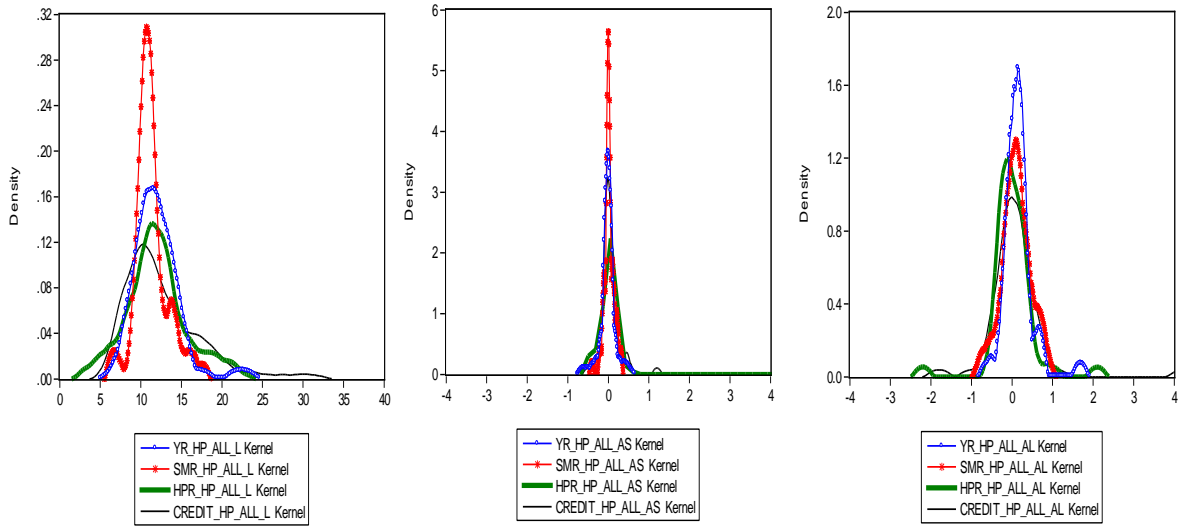 Density
.32
.28
.24
.20
.16
.12
.08
.04
.00
0 5 10 15 20 25 30 35 40
YR_HP_ALL_L Kernel
SMR_HP_ALL_L Kernel
HPR_HP_ALL_L Kernel
CREDIT_HP_ALL_L Kernel
Density
6
5
4
3
2
1
0
-4 -3 -2 -1 0 1 2 3 4
YR_HP_ALL_AS Kernel
SMR_HP_ALL_AS Kernel
HPR_HP_ALL_AS Kernel
CREDIT_HP_ALL_AS Kernel
Density
2.0
1.6
1.2
0.8
0.4
0.0
-4 -3 -2 -1 0 1 2 3 4
YR_HP_ALL_AL Kernel
SMR_HP_ALL_AL Kernel
HPR_HP_ALL_AL Kernel
CREDIT_HP_ALL_AL Kernel